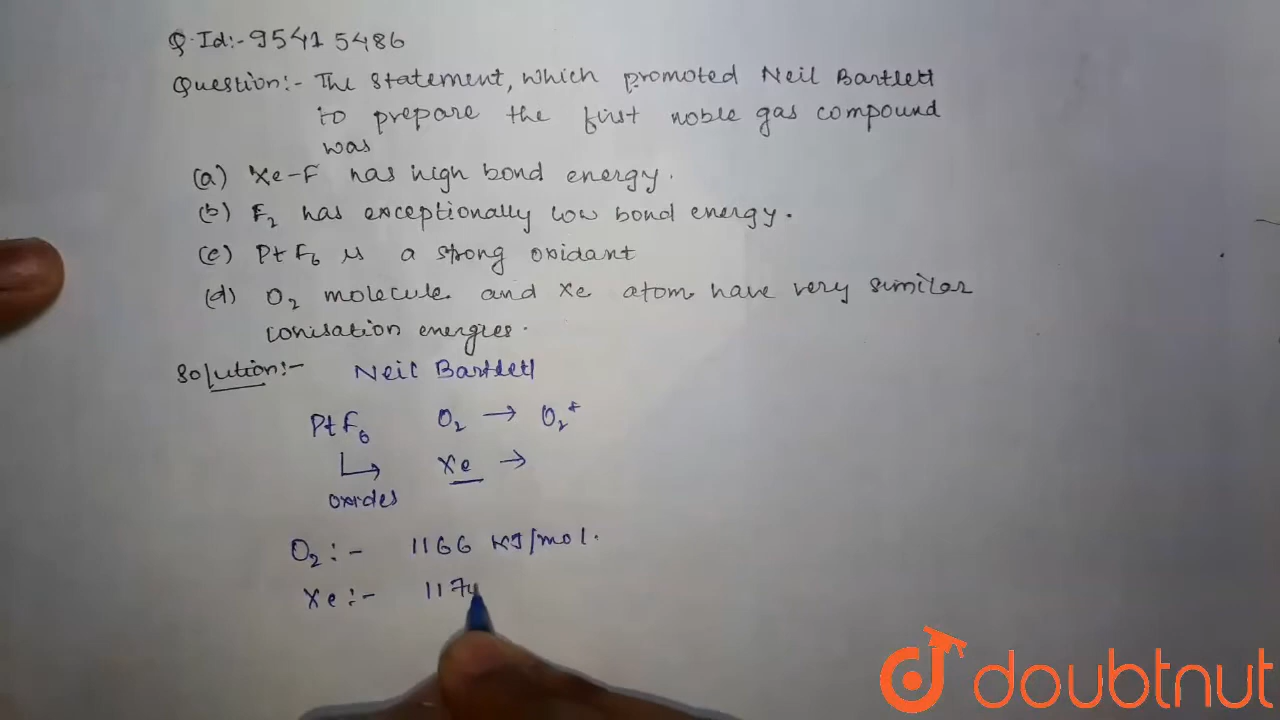 Q.Id:- 95415486
Question:- The statement, which promoted Neil Bartlett
to prepare the first noble gas compound
was
(a) Xe-F has high bond energy.
(b) F₂ has exceptionally low bond energy.
(c) PtF₆ is a strong oxidant
(d) O₂ molecule and Xe atom have very similar
ionisation energies.
Solution:- Neil Bartlett
PtF₆ O₂ → O₂⁺
↳ Xe →
oxides
O₂:- 1166 KJ/mol.
Xe:- 117
doubtnut